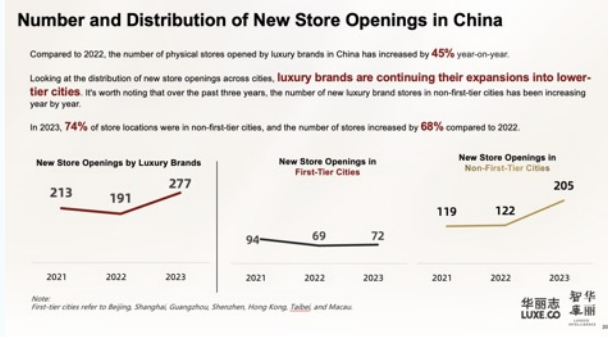 Number and Distribution of New Store Openings in China
Compared to 2022, the number of physical stores opened by luxury brands in China has increased by 45% year-on-year.
Looking at the distribution of new store openings across cities, luxury brands are continuing their expansions into lower-
tier cities. It's worth noting that over the past three years, the number of new luxury brand stores in non-first-tier cities has been increasing
year by year.
In 2023, 74% of store locations were in non-first-tier cities, and the number of stores increased by 68% compared to 2022.
New Store Openings by Luxury Brands
213
191
277
2021 2022 2023
New Store Openings in
First-Tier Cities
94
69
72
2021 2022 2023
New Store Openings in
Non-First-Tier Cities
119
122
205
2021 2022 2023
Note:
First-tier cities refer to Beijing, Shanghai, Guangzhou, Shenzhen, Hong Kong, Taibei, and Macau.
华丽志
LUXE.CO
智华
库丽
LUXECO
INTELLIGENCE